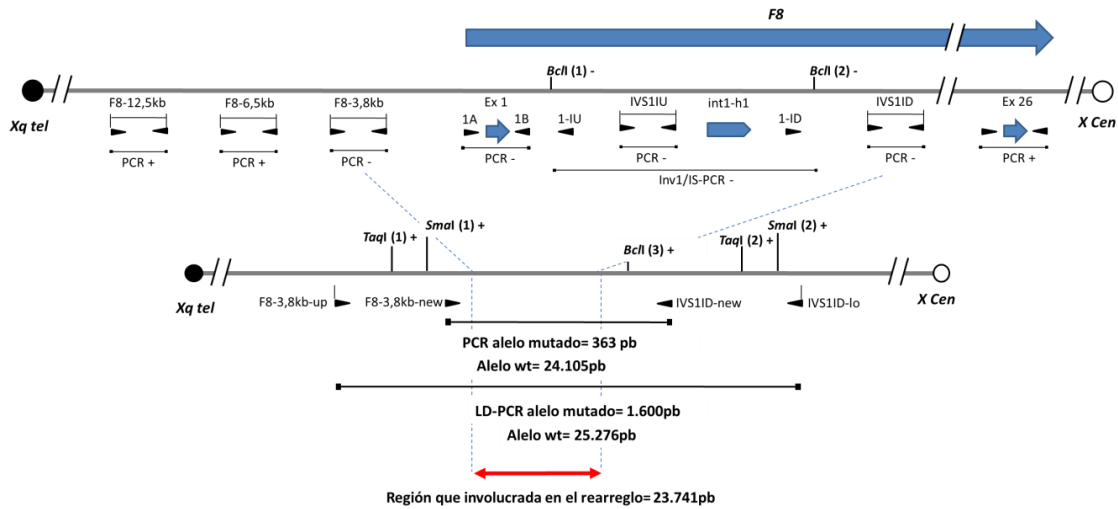 F8
BclI (1) -
BclI (2) -
F8-12,5kb
F8-6,5kb
F8-3,8kb
Ex 1
IVS1IU
int1-h1
IVS1ID
Ex 26
Xq tel
1A
1B
1-IU
1-ID
X Cen
PCR +
PCR +
PCR -
PCR -
PCR -
PCR -
PCR +
Inv1/IS-PCR -
TaqI (1) +
SmaI (1) +
BclI (3) +
TaqI (2) +
SmaI (2) +
Xq tel
F8-3,8kb-up
F8-3,8kb-new
IVS1ID-new
IVS1ID-lo
X Cen
PCR alelo mutado= 363 pb
Alelo wt= 24.105pb
LD-PCR alelo mutado= 1.600pb
Alelo wt= 25.276pb
Región que involucrada en el rearreglo= 23.741pb